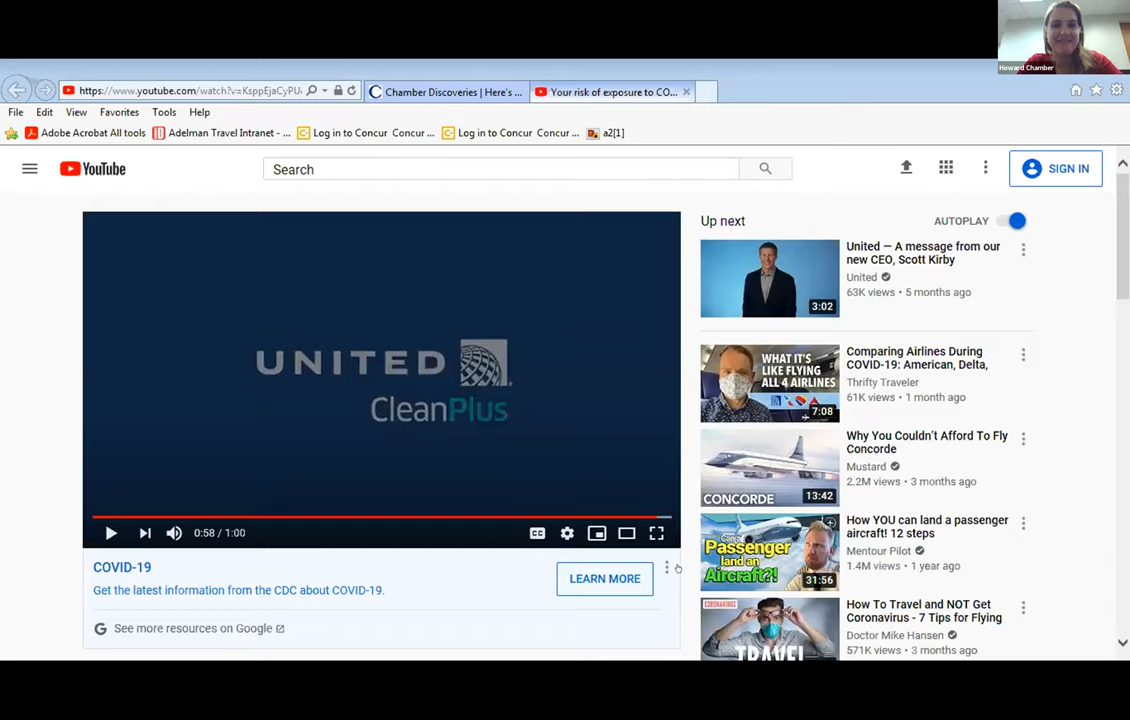 Howard Chamber
https://www.youtube.com/watch?v=KsppEjaCyPU
Chamber Discoveries | Here's ...
Your risk of exposure to CO...
File Edit View Favorites Tools Help
Adobe Acrobat All tools
Adelman Travel Intranet - ...
Log in to Concur Concur ...
Log in to Concur Concur ...
a2[1]
YouTube
Search
SIGN IN
UNITED
CleanPlus
0:58 / 1:00
CC
COVID-19
Get the latest information from the CDC about COVID-19.
LEARN MORE
See more resources on Google
Up next
AUTOPLAY
3:02
United — A message from our
new CEO, Scott Kirby
United
63K views • 5 months ago
WHAT IT'S
LIKE FLYING
ALL 4 AIRLINES
7:08
Comparing Airlines During
COVID-19: American, Delta,
Thrifty Traveler
61K views • 1 month ago
CONCORDE
13:42
Why You Couldn't Afford To Fly
Concorde
Mustard
2.2M views • 3 months ago
Can a
Passenger
land an
Aircraft?!
31:56
How YOU can land a passenger
aircraft! 12 steps
Mentour Pilot
1.4M views • 1 year ago
CORONAVIRUS
TRAVEL
How To Travel and NOT Get
Coronavirus - 7 Tips for Flying
Doctor Mike Hansen
571K views • 3 months ago